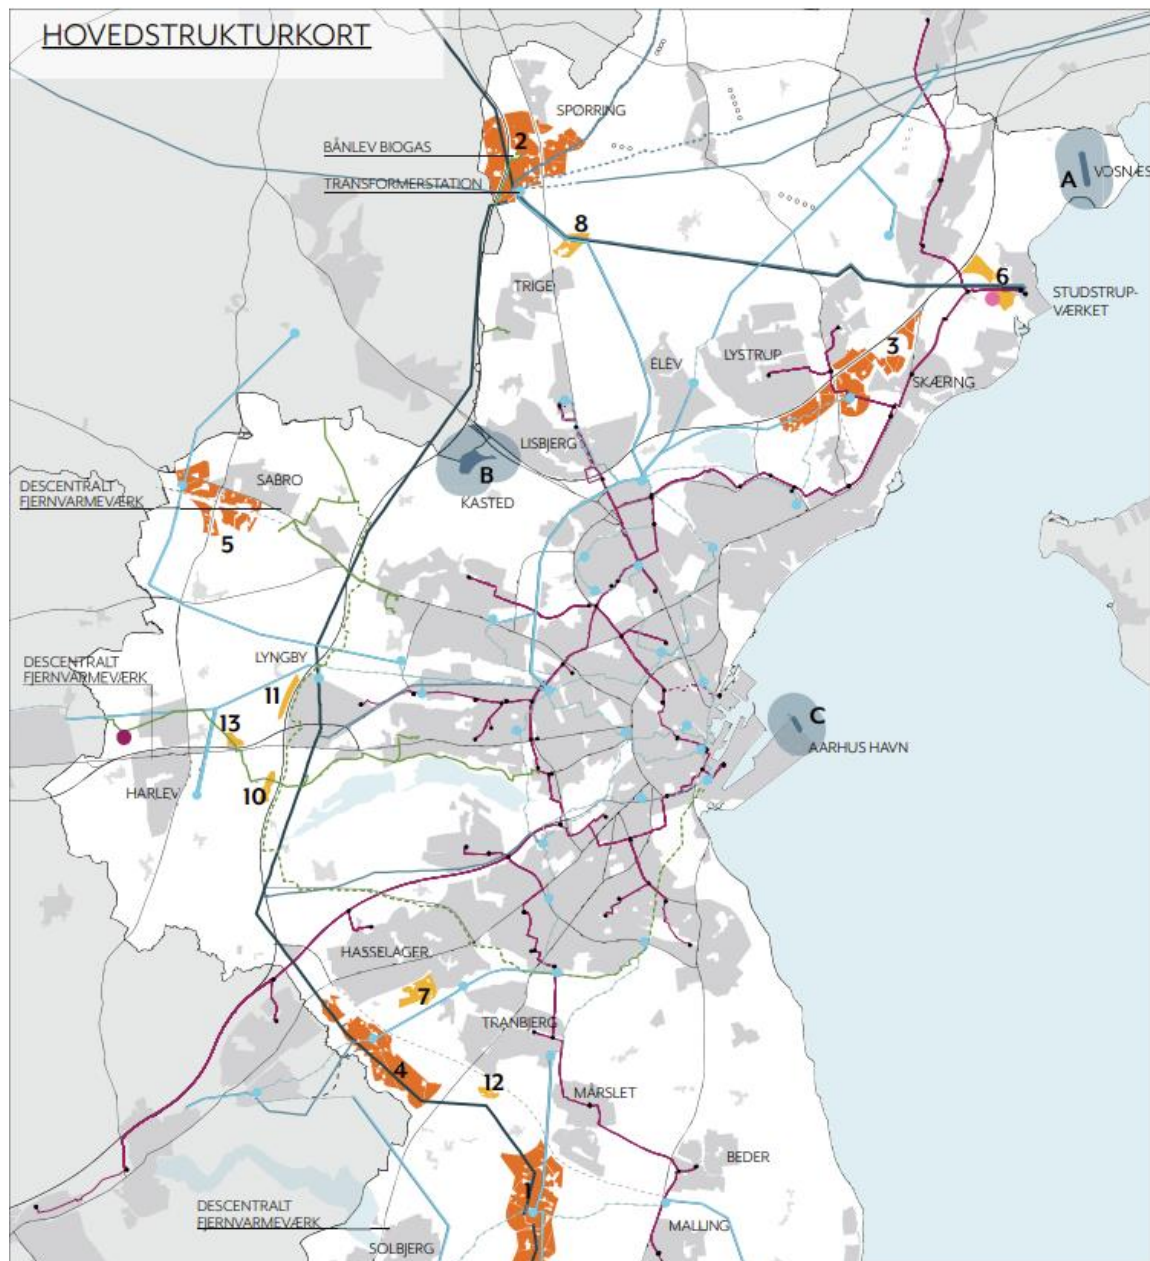 HOVEDSTRUKTURKORT
SPØRRING
2
BÅNLEV BIOGAS
TRANSFORMERSTATION
A
VOSNÆS
8
TRIGE
6
STUDSTRUP-
VÆRKET
3
LYSTRUP
ELEV
SKÆRING
LISBJERG
B
KASTED
SABRO
DESCENTRALT
FJERNVARMEVÆRK
5
DESCENTRALT
FJERNVARMEVÆRK
LYNGBY
11
13
C
AARHUS HAVN
HARLEV
10
HASSELAGER
7
TRANBJERG
4
12
MÅRSLET
BEDER
1
DESCENTRALT
FJERNVARMEVÆRK
MALLING
SOLBJERG